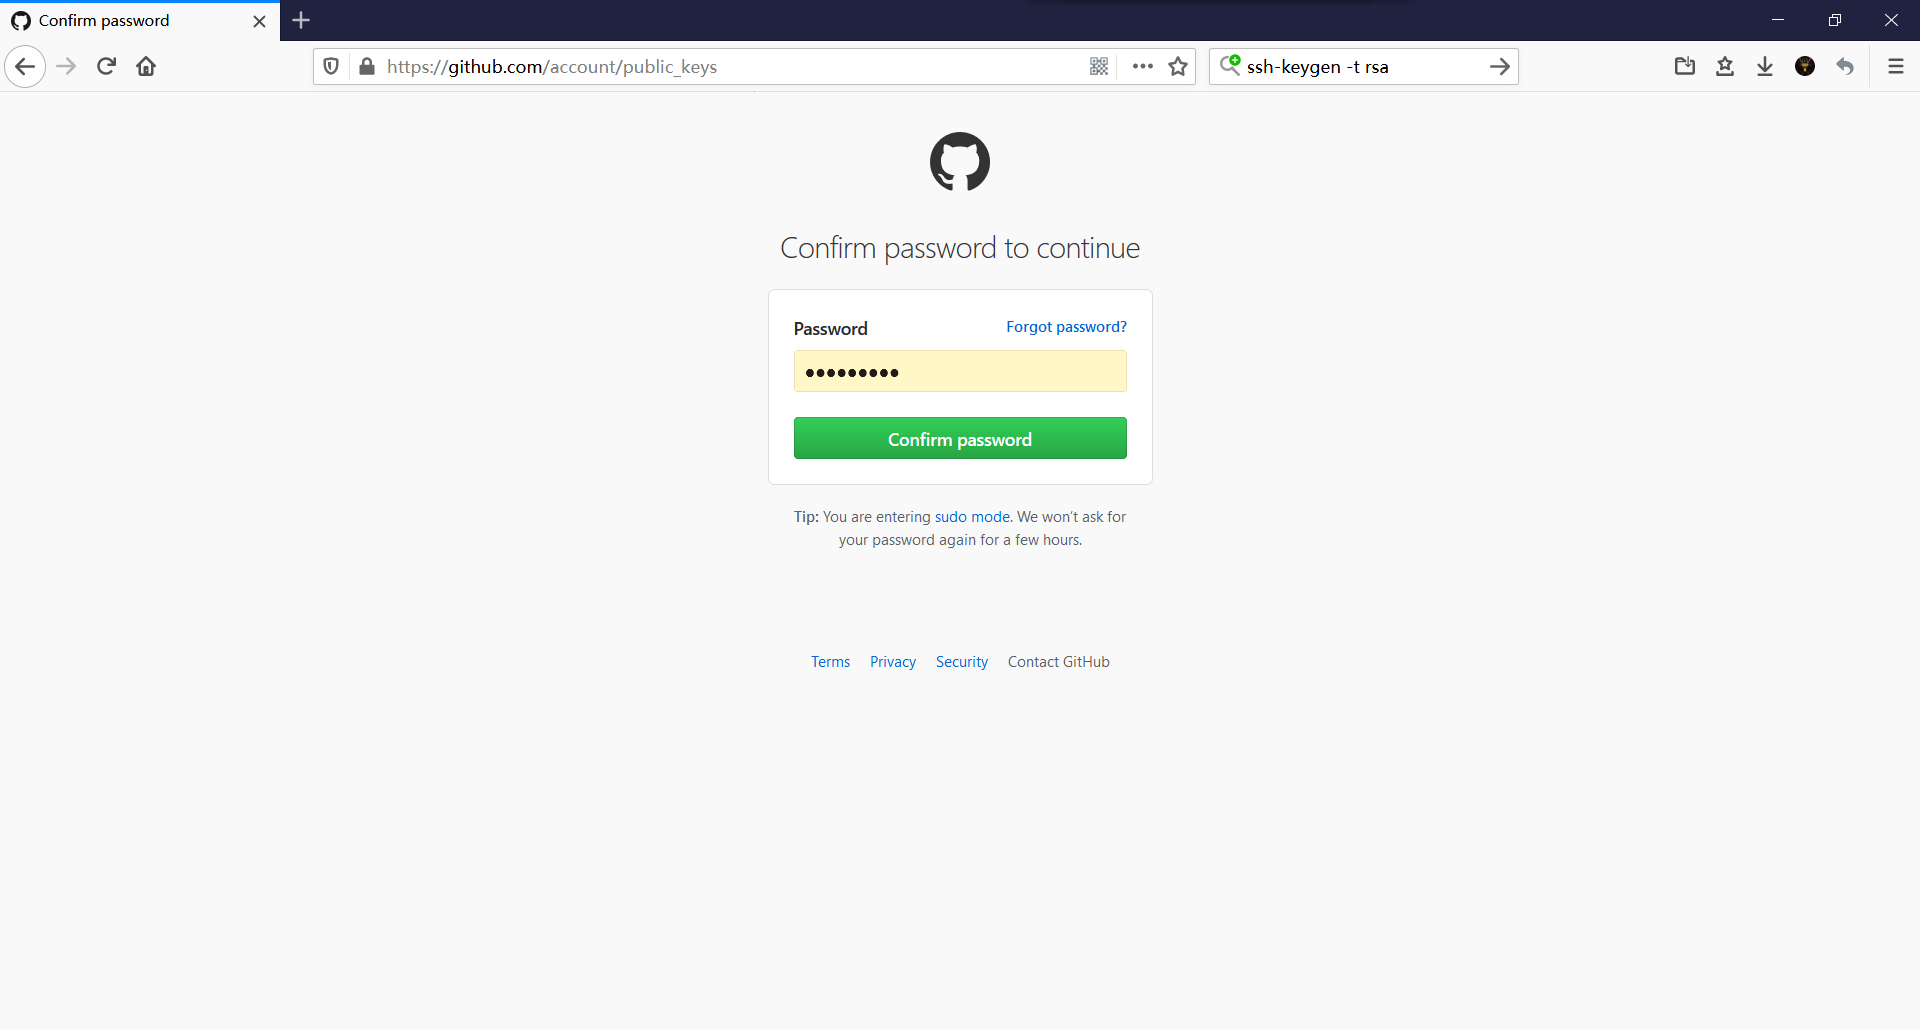 Confirm password
https://github.com/account/public_keys
ssh-keygen -t rsa
Confirm password to continue
Password
Forgot password?
●●●●●●●●●
Confirm password
Tip: You are entering sudo mode. We won't ask for
your password again for a few hours.
Terms Privacy Security Contact GitHub